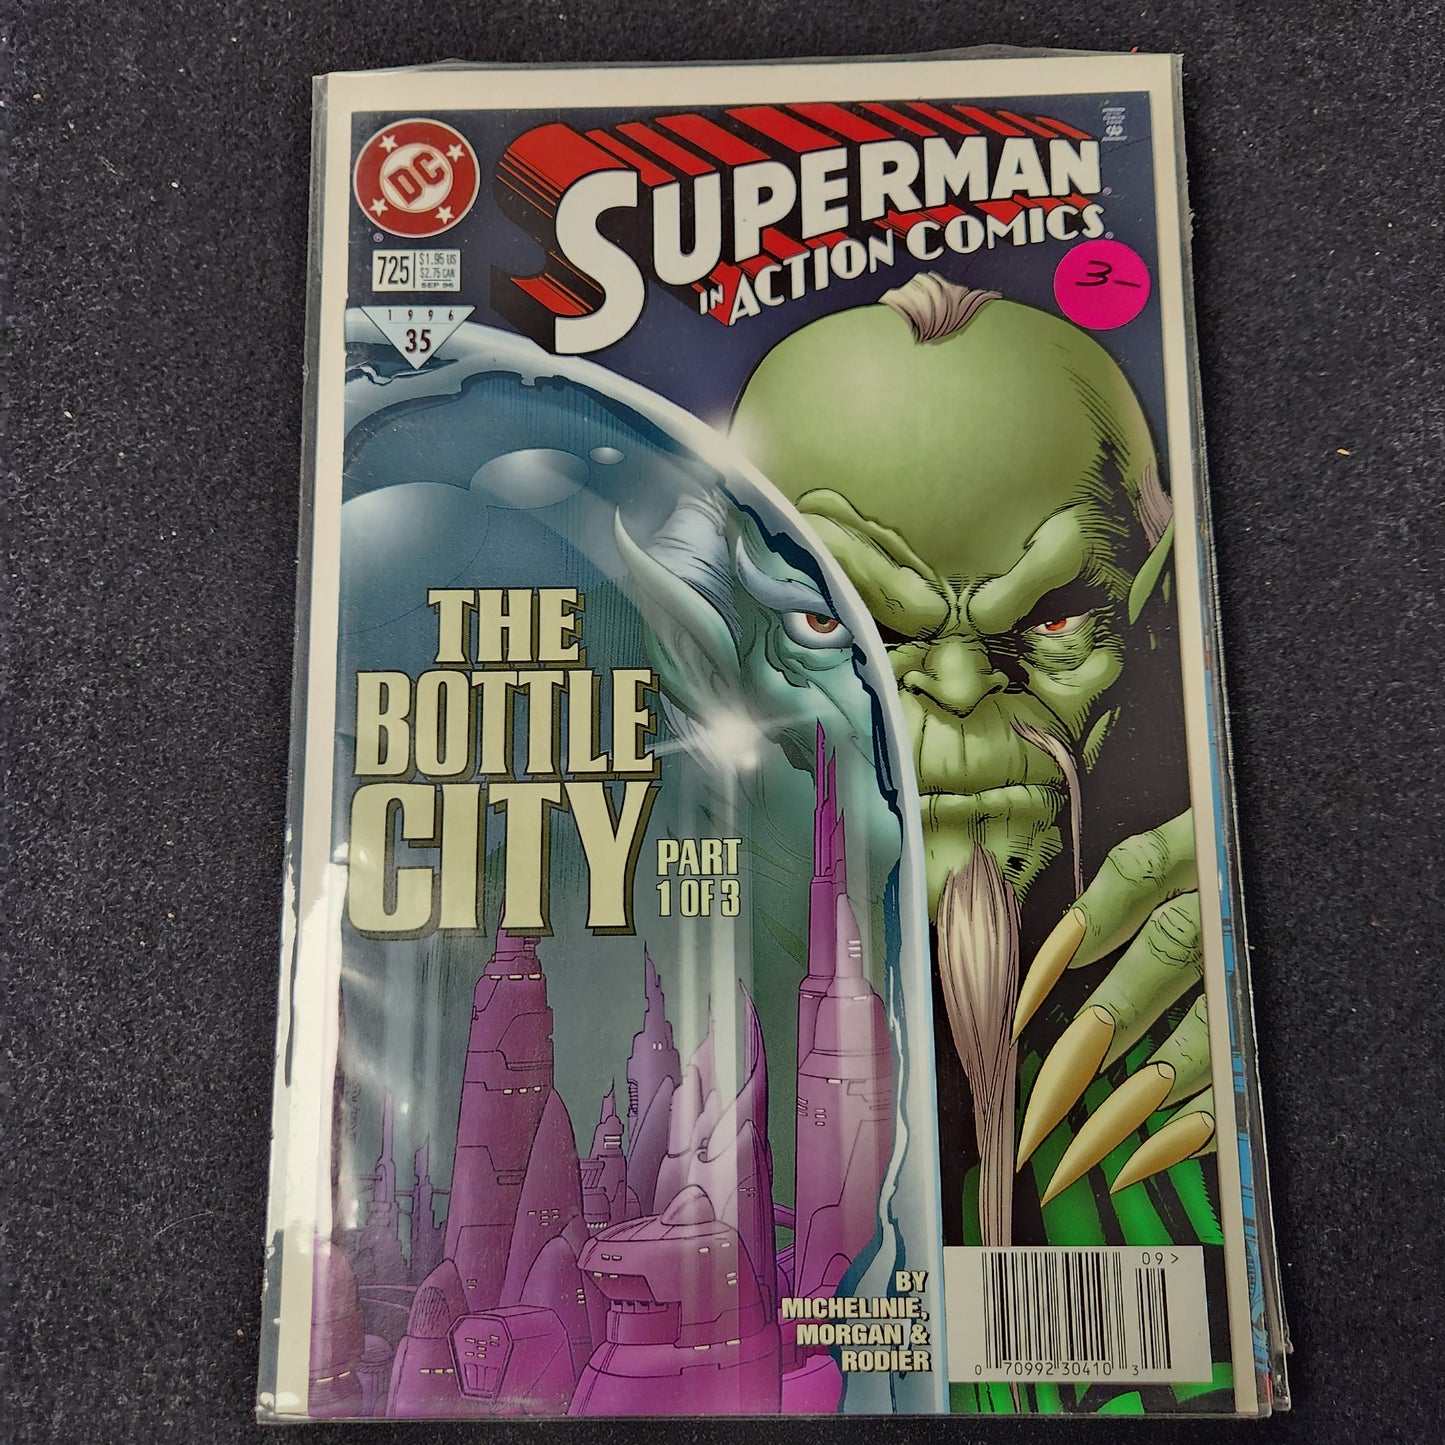 DC
®
SUPERMAN®
IN ACTION COMICS®
3-
725
$1.95 US
$2.75 CAN
SEP 96
1996
35
THE
BOTTLE
CITY
PART
1 OF 3
BY
MICHELINIE,
MORGAN &
RODIER
09>
0 70992 30410 3